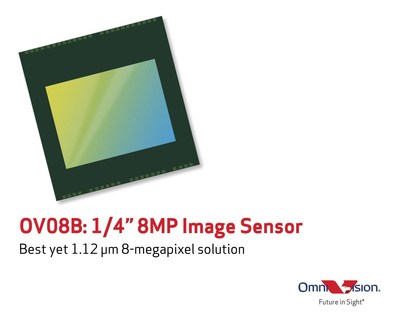 OV08B: 1/4” 8MP Image Sensor
Best yet 1.12 µm 8-megapixel solution
OmniVision.
Future in Sight®